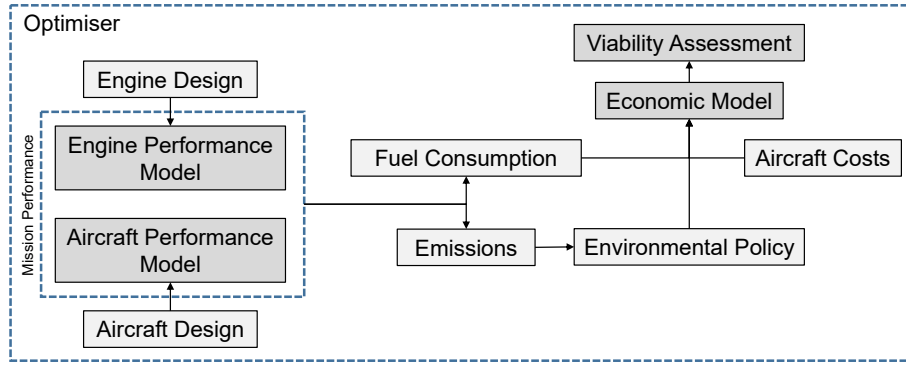 Optimiser
Viability Assessment
Engine Design
Economic Model
Mission Performance
Engine Performance
Model
Fuel Consumption
Aircraft Costs
Aircraft Performance
Model
Emissions
Environmental Policy
Aircraft Design